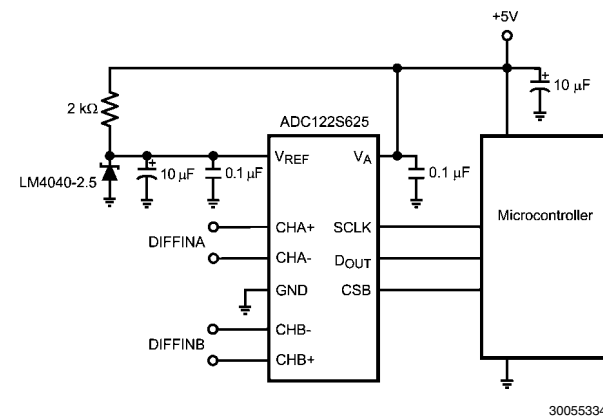 +5V
10 μF
2 kΩ
ADC122S625
VREF
VA
LM4040-2.5
10 μF
0.1 μF
0.1 μF
Microcontroller
CHA+
SCLK
DIFFINA
CHA-
DOUT
GND
CSB
CHB-
DIFFINB
CHB+
30055334